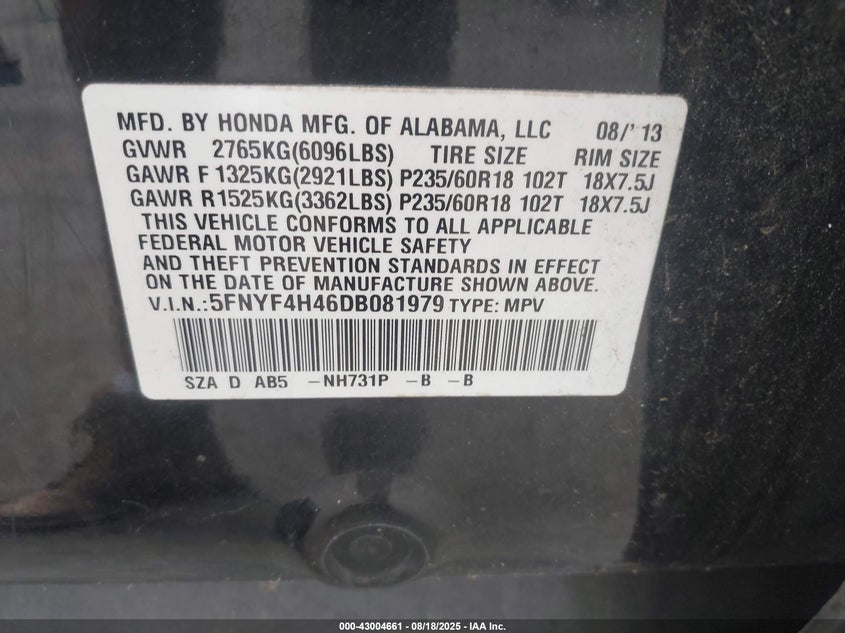 MFD. BY HONDA MFG. OF ALABAMA, LLC 08/' 13
GVWR 2765KG(6096LBS) TIRE SIZE RIM SIZE
GAWR F 1325KG(2921LBS) P235/60R18 102T 18X7.5J
GAWR R1525KG(3362LBS) P235/60R18 102T 18X7.5J
THIS VEHICLE CONFORMS TO ALL APPLICABLE
FEDERAL MOTOR VEHICLE SAFETY
AND THEFT PREVENTION STANDARDS IN EFFECT
ON THE DATE OF MANUFACTURE SHOWN ABOVE.
V.I.N.:5FNYF4H46DB081979 TYPE: MPV
SZA D AB5 -NH731P -B -B
000-43004661 - 08/18/2025 - IAA Inc.